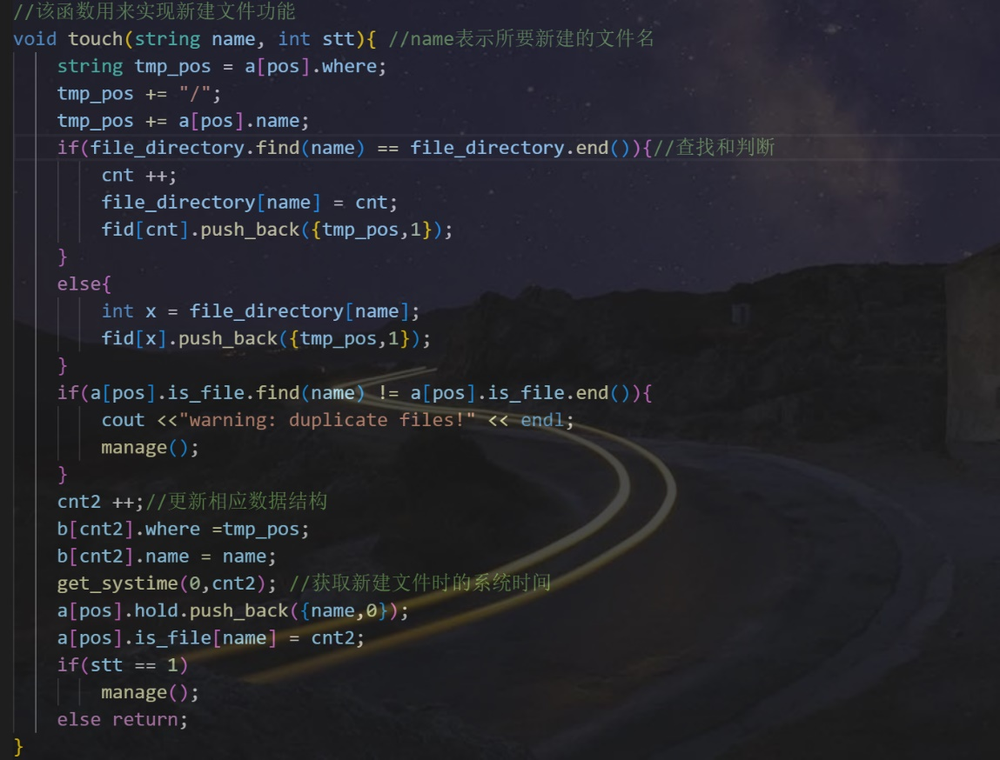 //该函数用来实现新建文件功能
void touch(string name, int stt){ //name表示所要新建的文件名
    string tmp_pos = a[pos].where;
    tmp_pos += "/";
    tmp_pos += a[pos].name;
    if(file_directory.find(name) == file_directory.end()){//查找和判断
        cnt ++;
        file_directory[name] = cnt;
        fid[cnt].push_back({tmp_pos,1});
    }
    else{
        int x = file_directory[name];
        fid[x].push_back({tmp_pos,1});
    }
    if(a[pos].is_file.find(name) != a[pos].is_file.end()){
        cout <<"warning: duplicate files!" << endl;
        manage();
    }
    cnt2 ++;//更新相应数据结构
    b[cnt2].where =tmp_pos;
    b[cnt2].name = name;
    get_systime(0,cnt2); //获取新建文件时的系统时间
    a[pos].hold.push_back({name,0});
    a[pos].is_file[name] = cnt2;
    if(stt == 1)
        manage();
    else return;
}